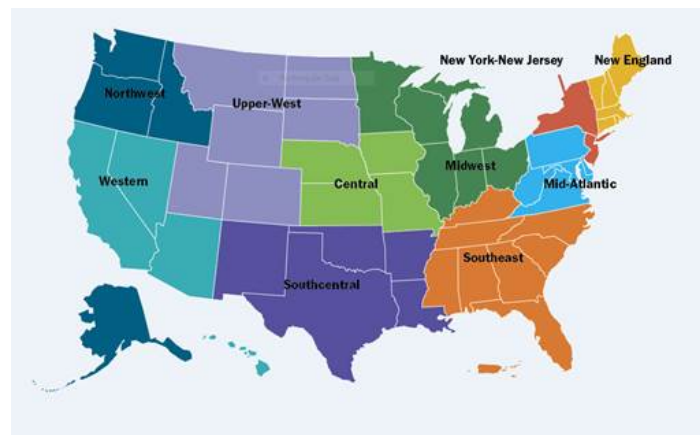 New York-New Jersey
New England
Northwest
Upper-West
Midwest
Western
Central
Mid-Atlantic
Southeast
Southcentral